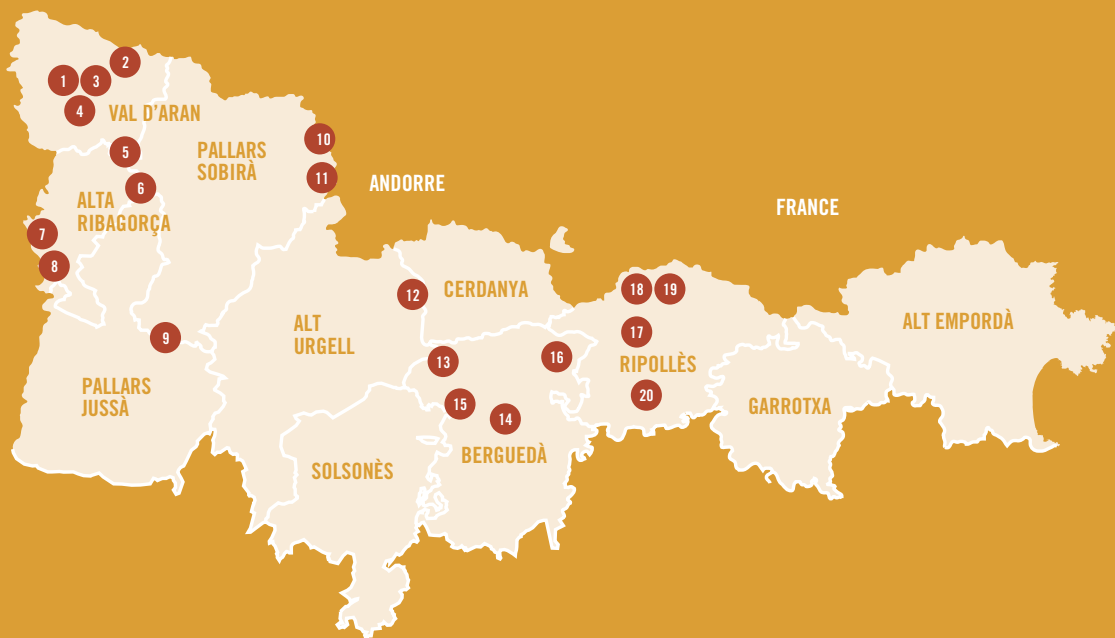 2
1
3
4
VAL D'ARAN
10
PALLARS
SOBIRÀ
5
11
ANDORRE
6
ALTA
RIBAGORÇA
FRANCE
7
8
12
CERDANYA
18
19
ALT
URGELL
9
17
ALT EMPORDÀ
13
16
RIPOLLÈS
PALLARS
JUSSÀ
15
14
20
GARROTXA
BERGUEDÀ
SOLSONÈS